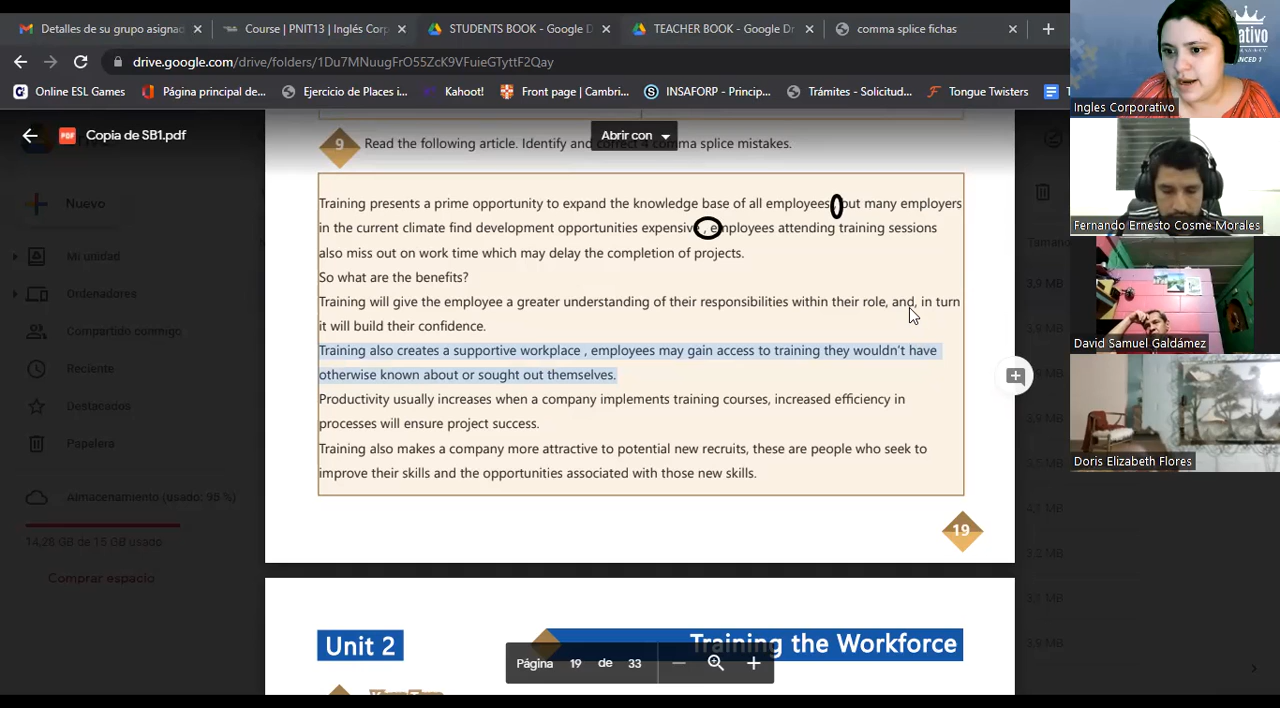 Detalles de su grupo asignad
Course | PNIT13 | Inglés Corp
STUDENTS BOOK - Google D
TEACHER BOOK - Google Dr
comma splice fichas
drive.google.com/drive/folders/1Du7MNuugFrO55ZcK9VFuieGTyttF2Qay
Online ESL Games
Página principal de...
Ejercicio de Places i...
Kahoot!
Front page | Cambri...
INSAFORP - Princip...
Trámites - Solicitud...
Tongue Twisters
Copia de SB1.pdf
Abrir con
9 Read the following article. Identify and correct 4 comma splice mistakes.
Training presents a prime opportunity to expand the knowledge base of all employees, but many employers
in the current climate find development opportunities expensive , employees attending training sessions
also miss out on work time which may delay the completion of projects.
So what are the benefits?
Training will give the employee a greater understanding of their responsibilities within their role, and, in turn
it will build their confidence.
Training also creates a supportive workplace , employees may gain access to training they wouldn't have
otherwise known about or sought out themselves.
Productivity usually increases when a company implements training courses, increased efficiency in
processes will ensure project success.
Training also makes a company more attractive to potential new recruits, these are people who seek to
improve their skills and the opportunities associated with those new skills.
19
Unit 2
Training the Workforce
Página 19 de 33
Nuevo
Mi unidad
Ordenadores
Compartido conmigo
Reciente
Destacados
Papelera
Almacenamiento (usado: 95 %)
14,28 GB de 15 GB usado
Comprar espacio
Ingles Corporativo
Fernando Ernesto Cosme Morales
David Samuel Galdámez
Doris Elizabeth Flores